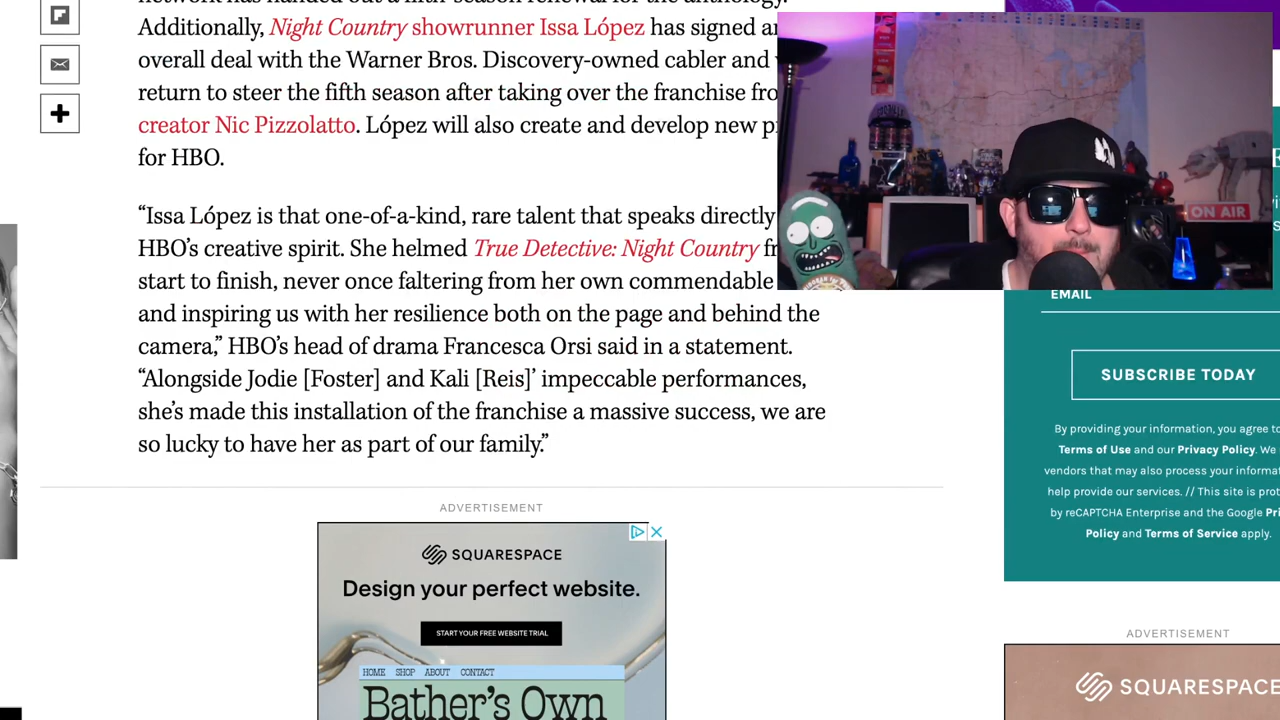 network has handed out a fifth-season renewal for the anthology.
Additionally, Night Country showrunner Issa López has signed an
overall deal with the Warner Bros. Discovery-owned cabler and
return to steer the fifth season after taking over the franchise
creator Nic Pizzolatto. López will also create and develop new
for HBO.
“Issa López is that one-of-a-kind, rare talent that speaks directly
HBO’s creative spirit. She helmed True Detective: Night Country
start to finish, never once faltering from her own commendable
and inspiring us with her resilience both on the page and behind the
camera,” HBO’s head of drama Francesca Orsi said in a statement.
“Alongside Jodie [Foster] and Kali [Reis]’ impeccable performances,
she’s made this installation of the franchise a massive success, we are
so lucky to have her as part of our family.”
ADVERTISEMENT
SQUARESPACE
Design your perfect website.
START YOUR FREE WEBSITE TRIAL
HOME SHOP ABOUT CONTACT
Bather’s Own
ON AIR
EMAIL
SUBSCRIBE TODAY
By providing your information, you agree to
Terms of Use and our Privacy Policy. We
vendors that may also process your
help provide our services. // This site is
by reCAPTCHA Enterprise and the Google
Policy and Terms of Service apply.
ADVERTISEMENT
SQUARESPACE